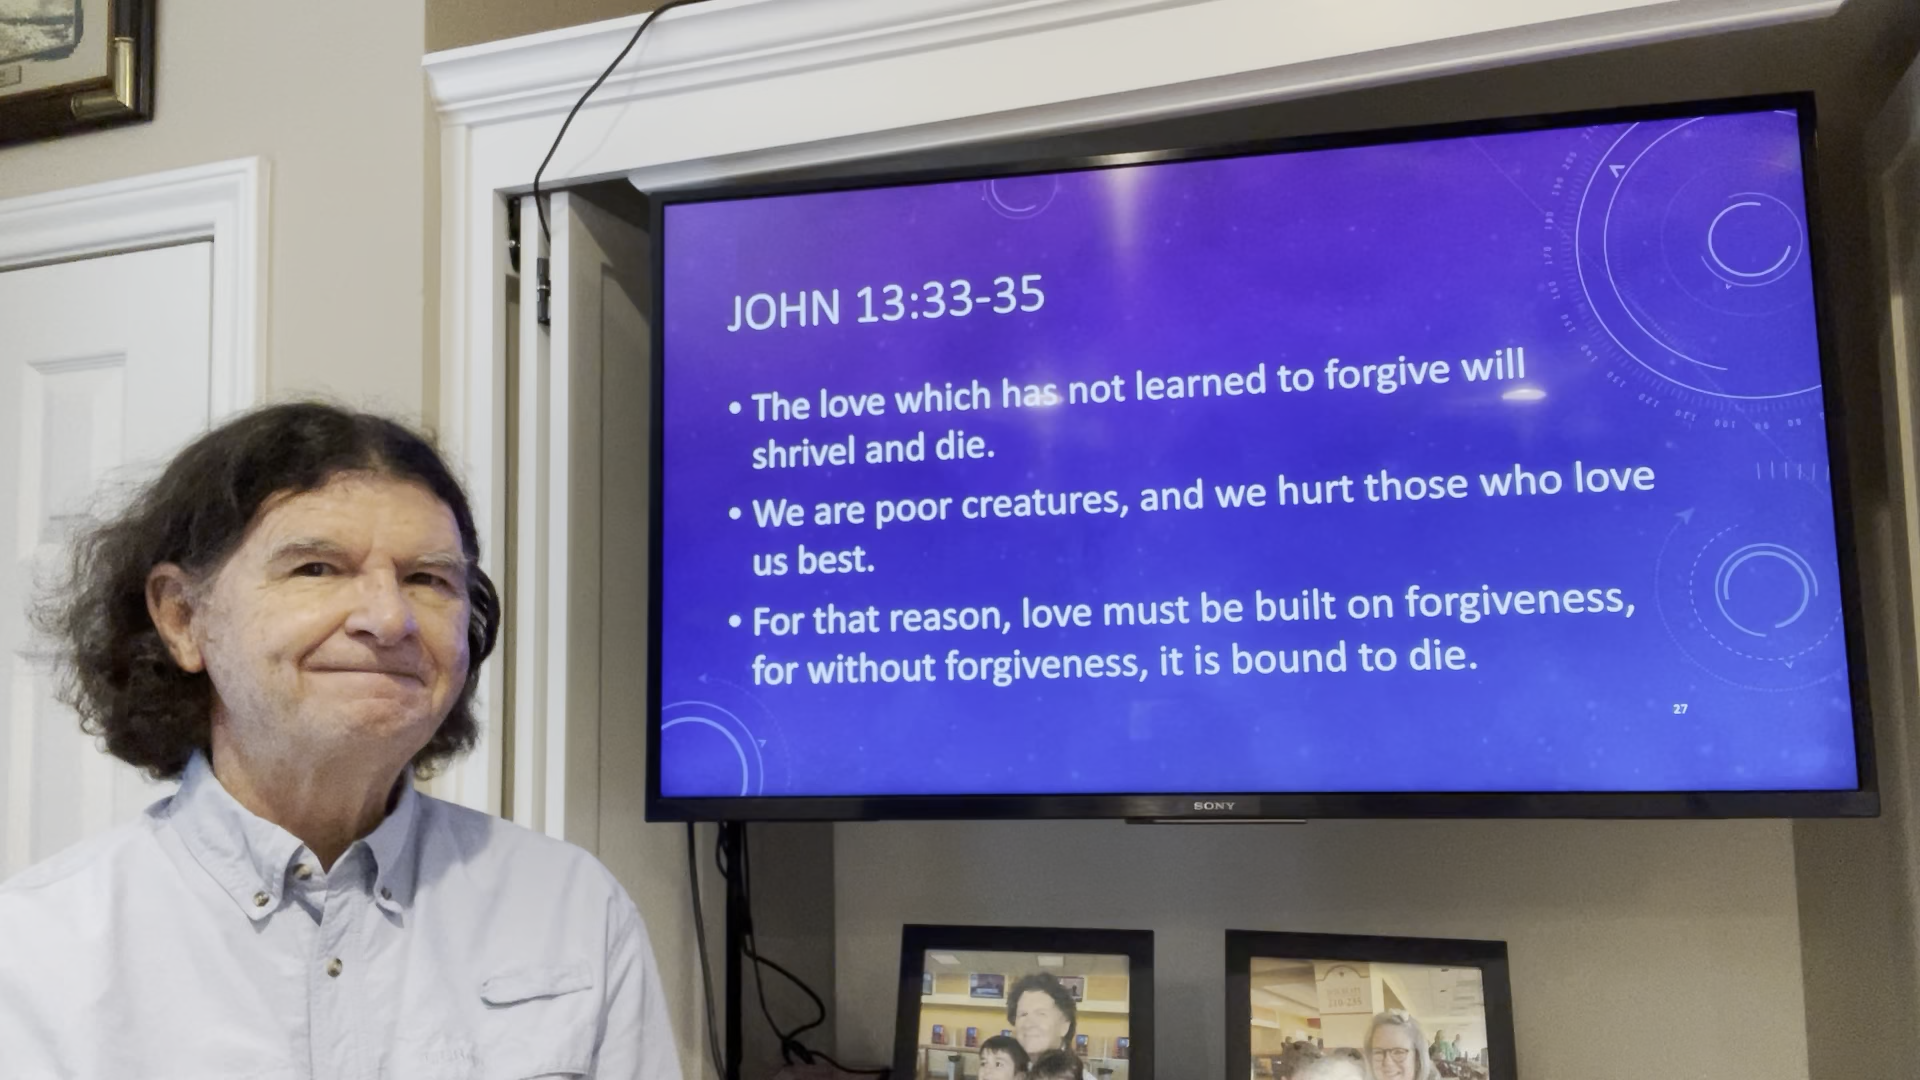 JOHN 13:33-35
• The love which has not learned to forgive will
shrivel and die.
• We are poor creatures, and we hurt those who love
us best.
• For that reason, love must be built on forgiveness,
for without forgiveness, it is bound to die.
27
SONY